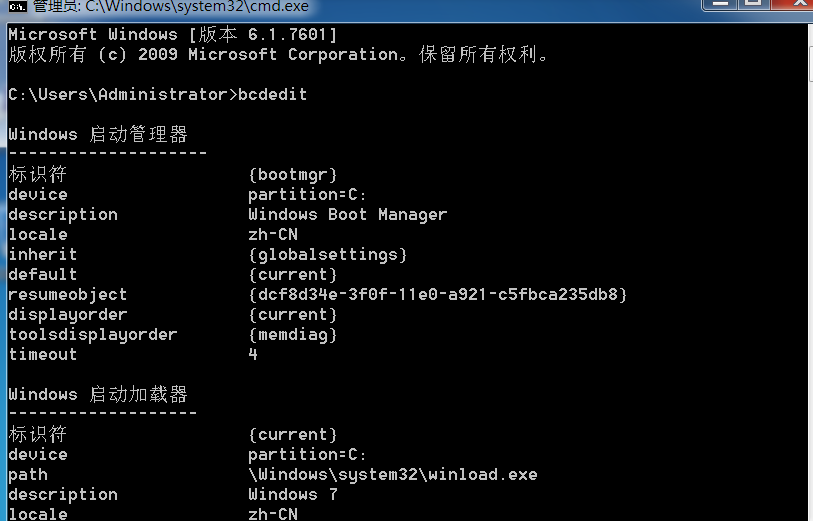 管理员: C:\Windows\system32\cmd.exe
Microsoft Windows [版本 6.1.7601]
版权所有 (c) 2009 Microsoft Corporation。保留所有权利。
C:\Users\Administrator>bcdedit
Windows 启动管理器
--------------------
标识符 {bootmgr}
device partition=C:
description Windows Boot Manager
locale zh-CN
inherit {globalsettings}
default {current}
resumeobject {dcf8d34e-3f0f-11e0-a921-c5fbca235db8}
displayorder {current}
toolsdisplayorder {memdiag}
timeout 4
Windows 启动加载器
-------------------
标识符 {current}
device partition=C:
path \Windows\system32\winload.exe
description Windows 7
locale zh-CN